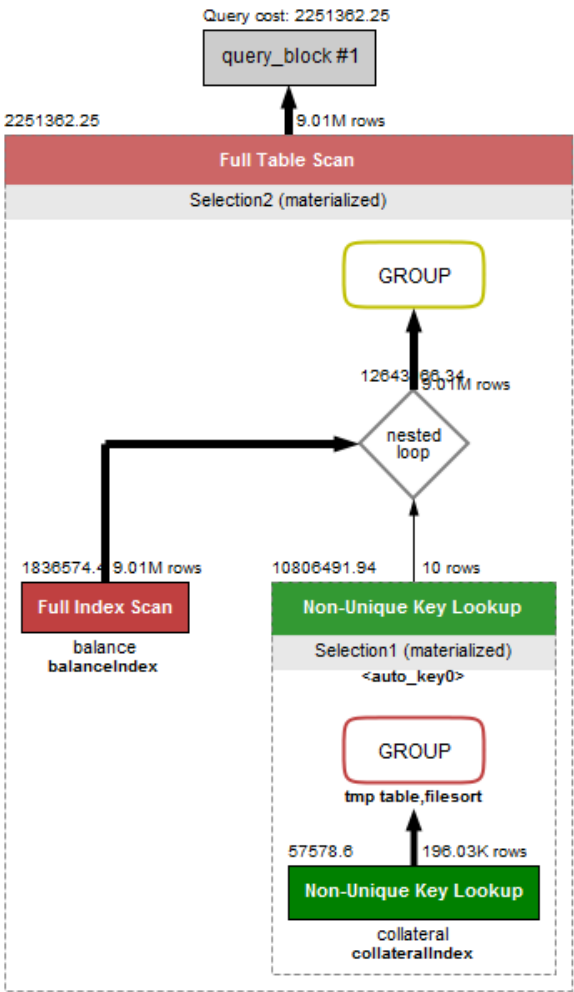 Query cost: 2251362.25
query_block #1
2251362.25
9.01M rows
Full Table Scan
Selection2 (materialized)
GROUP
9.01M rows
nested
loop
9.01M rows
10806491.94
10 rows
Full Index Scan
Non-Unique Key Lookup
balance
balanceIndex
Selection1 (materialized)
<auto_key0>
GROUP
tmp table,filesort
57578.6
196.03K rows
Non-Unique Key Lookup
collateral
collateralIndex